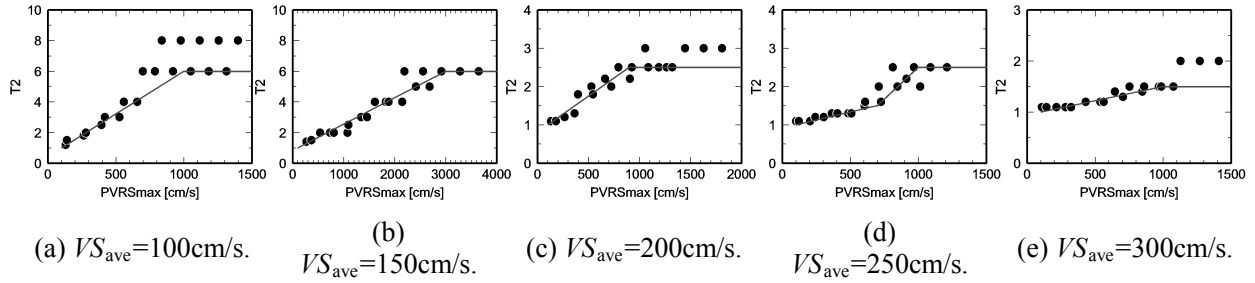 10
8
6
4
2
0
T2
0 500 1000 1500
PVRSmax [cm/s]
(a) VSave=100cm/s.
10
8
6
4
2
0
0 1000 2000 3000 4000
PVRSmax [cm/s]
(b)
VSave=150cm/s.
4
3
2
1
0
T2
0 500 1000 1500 2000
PVRSmax [cm/s]
(c) VSave=200cm/s.
4
3
2
1
0
T2
0 500 1000 1500
PVRSmax [cm/s]
(d)
VSave=250cm/s.
3
2
1
0
T2
0 500 1000 1500
PVRSmax [cm/s]
(e) VSave=300cm/s.